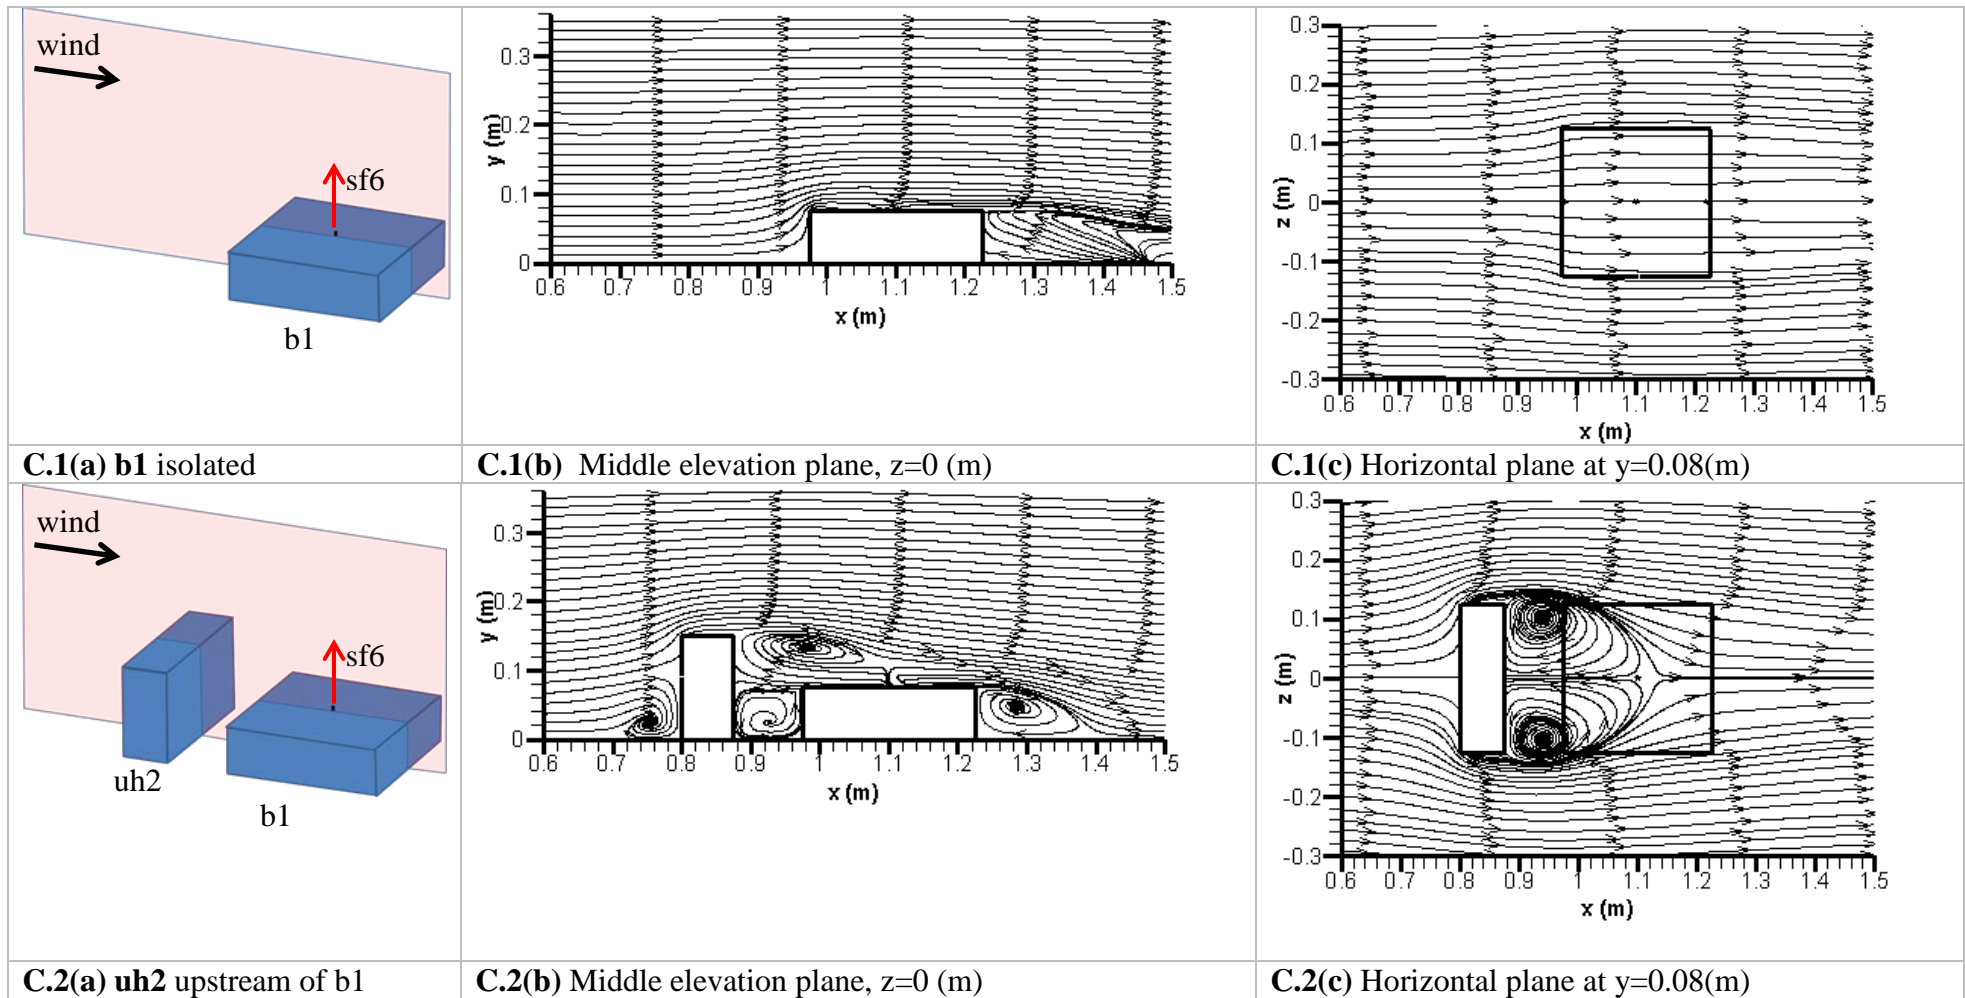 wind
sf6
b1
0.3
0.2
0.1
0
y (m)
0.6 0.7 0.8 0.9 1 1.1 1.2 1.3 1.4 1.5
x (m)
0.3
0.2
0.1
0
-0.1
-0.2
-0.3
z (m)
0.6 0.7 0.8 0.9 1 1.1 1.2 1.3 1.4 1.5
x (m)
C.1(a) b1 isolated
C.1(b) Middle elevation plane, z=0 (m)
C.1(c) Horizontal plane at y=0.08(m)
wind
sf6
uh2
b1
0.3
0.2
0.1
0
y (m)
0.6 0.7 0.8 0.9 1 1.1 1.2 1.3 1.4 1.5
x (m)
0.3
0.2
0.1
0
-0.1
-0.2
-0.3
z (m)
0.6 0.7 0.8 0.9 1 1.1 1.2 1.3 1.4 1.5
x (m)
C.2(a) uh2 upstream of b1
C.2(b) Middle elevation plane, z=0 (m)
C.2(c) Horizontal plane at y=0.08(m)